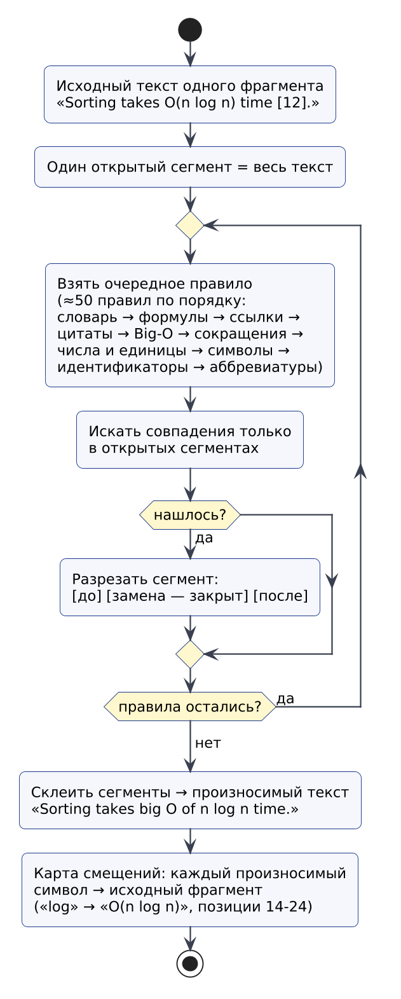 Исходный текст одного фрагмента
«Sorting takes O(n log n) time [12].»
Один открытый сегмент = весь текст
Взять очередное правило
(≈50 правил по порядку:
словарь → формулы → ссылки →
цитаты → Big-O → сокращения →
числа и единицы → символы →
идентификаторы → аббревиатуры)
Искать совпадения только
в открытых сегментах
нашлось?
да
Разрезать сегмент:
[до] [замена — закрыт] [после]
правила остались?
да
нет
Склеить сегменты → произносимый текст
«Sorting takes big O of n log n time.»
Карта смещений: каждый произносимый
символ → исходный фрагмент
(«log» → «O(n log n)», позиции 14-24)